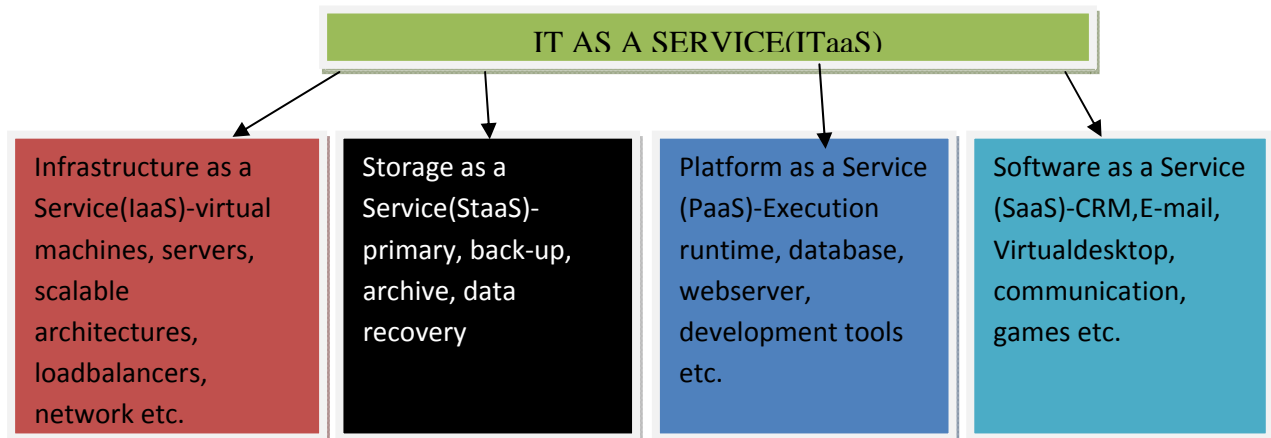 IT AS A SERVICE(ITaaS)
Infrastructure as a
Service(IaaS)-virtual
machines, servers,
scalable
architectures,
loadbalancers,
network etc.
Storage as a
Service(StaaS)-
primary, back-up,
archive, data
recovery
Platform as a Service
(PaaS)-Execution
runtime, database,
webserver,
development tools
etc.
Software as a Service
(SaaS)-CRM,E-mail,
Virtualdesktop,
communication,
games etc.